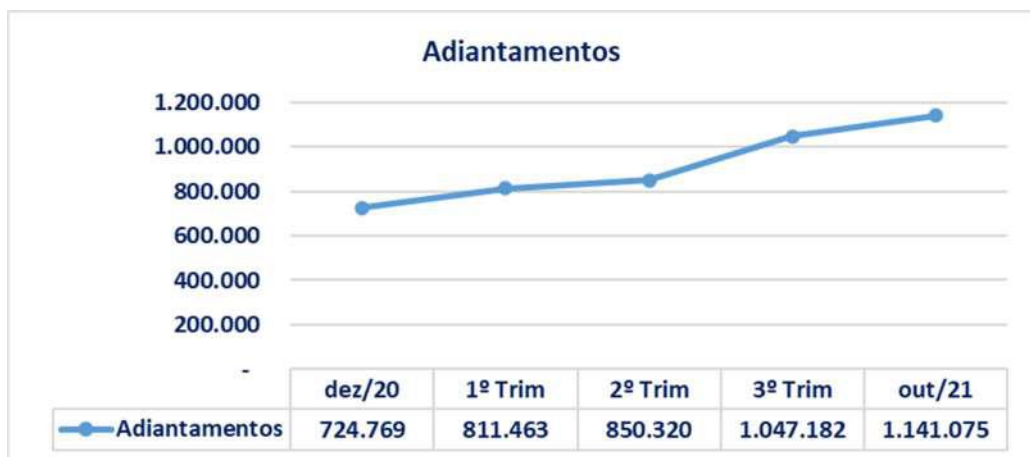 Adiantamentos
1.200.000
1.000.000
800.000
600.000
400.000
200.000
-
dez/20 1º Trim 2º Trim 3º Trim out/21
Adiantamentos 724.769 811.463 850.320 1.047.182 1.141.075